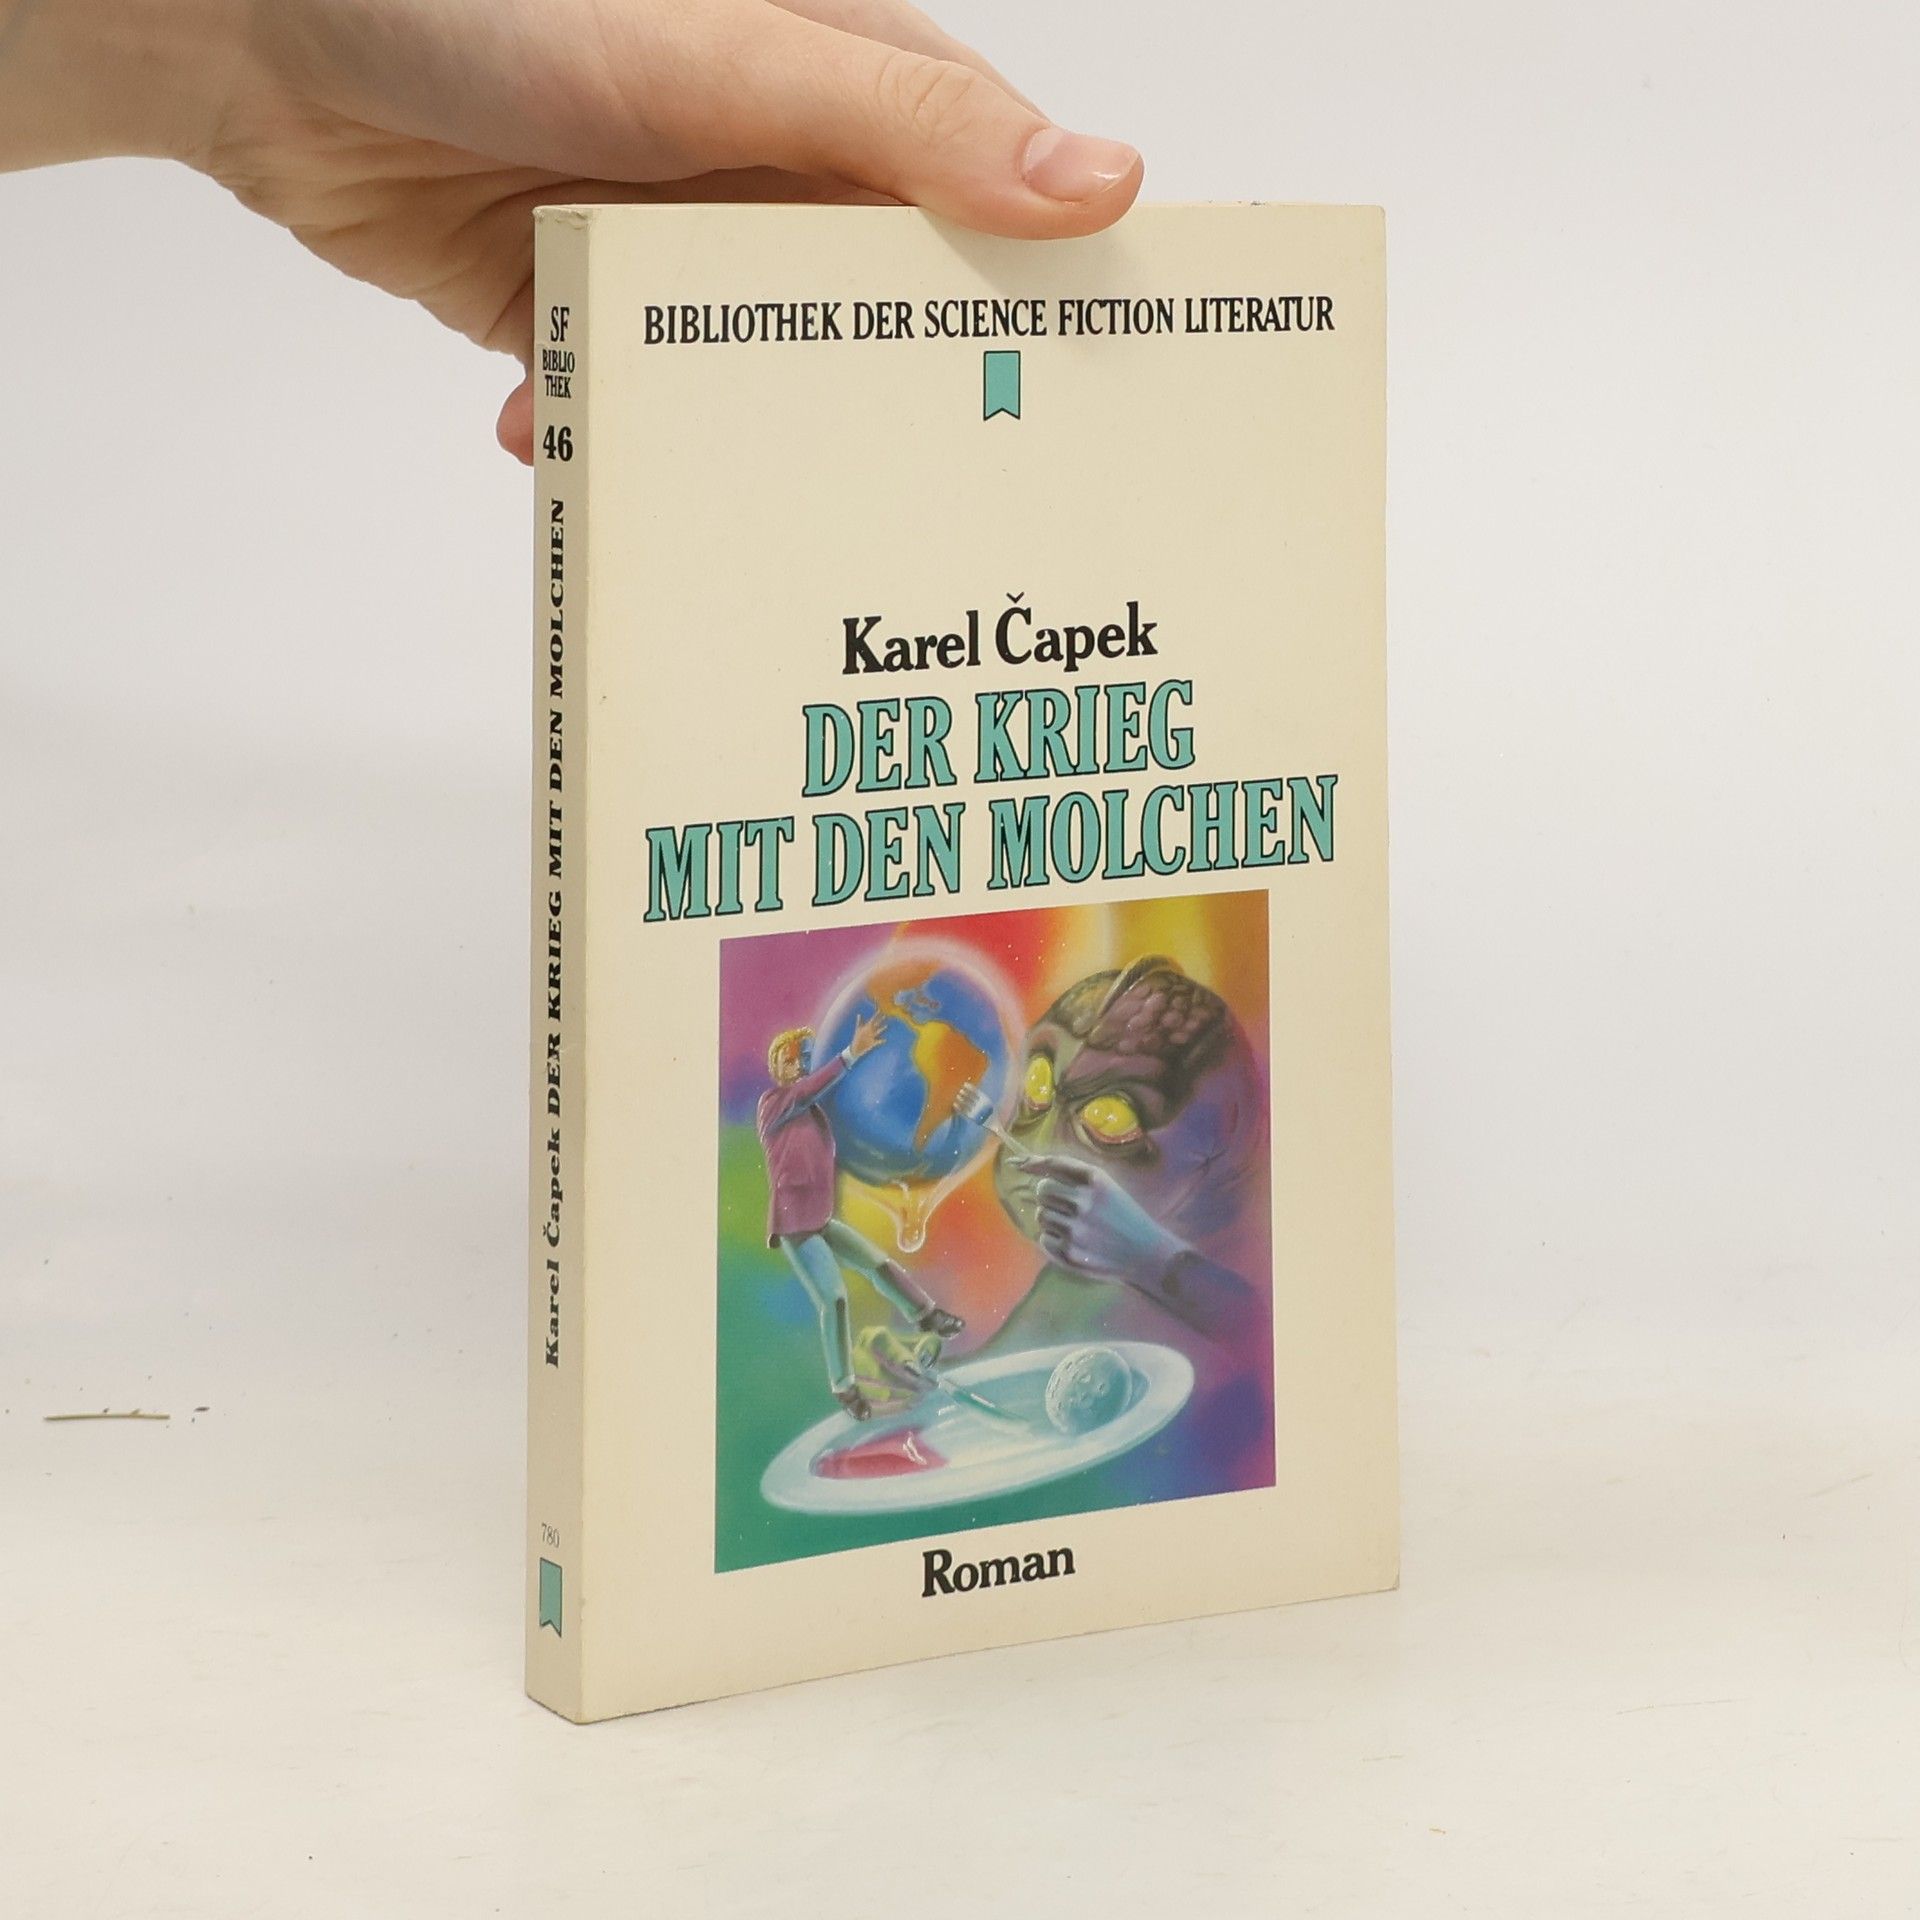 BIBLIOTHEK DER SCIENCE FICTION LITERATUR
Karel Čapek
DER KRIEG
MIT DEN MOLCHEN
Roman
SF
BIBLIO
THEK
46
Karel Čapek DER KRIEG MIT DEN MOLCHEN
780